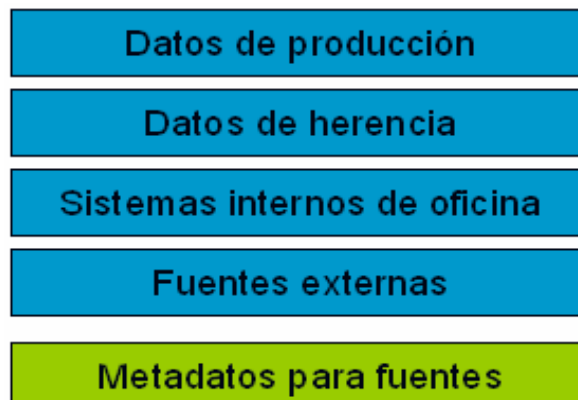 Datos de producción
Datos de herencia
Sistemas internos de oficina
Fuentes externas
Metadatos para fuentes